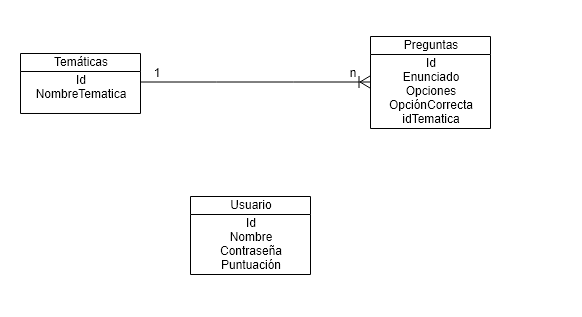 Temáticas
Id
NombreTematica
1
n
Preguntas
Id
Enunciado
Opciones
OpciónCorrecta
idTematica
Usuario
Id
Nombre
Contraseña
Puntuación